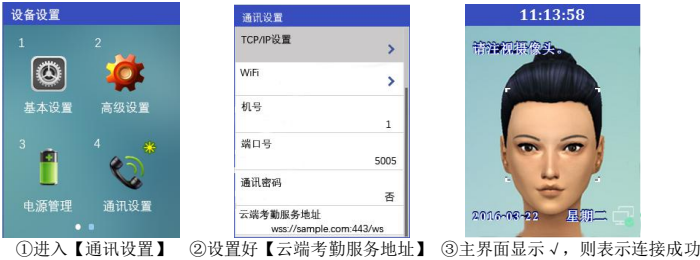 设备设置
1
2
基本设置
高级设置
3
4
电源管理
通讯设置
通讯设置
TCP/IP设置
WiFi
机号
1
端口号
5005
通讯密码
否
云端考勤服务地址
wss://sample.com:443/ws
11:13:58
请注视摄像头。
2016-03-22 星期二
①进入【通讯设置】 ②设置好【云端考勤服务地址】 ③主界面显示√，则表示连接成功